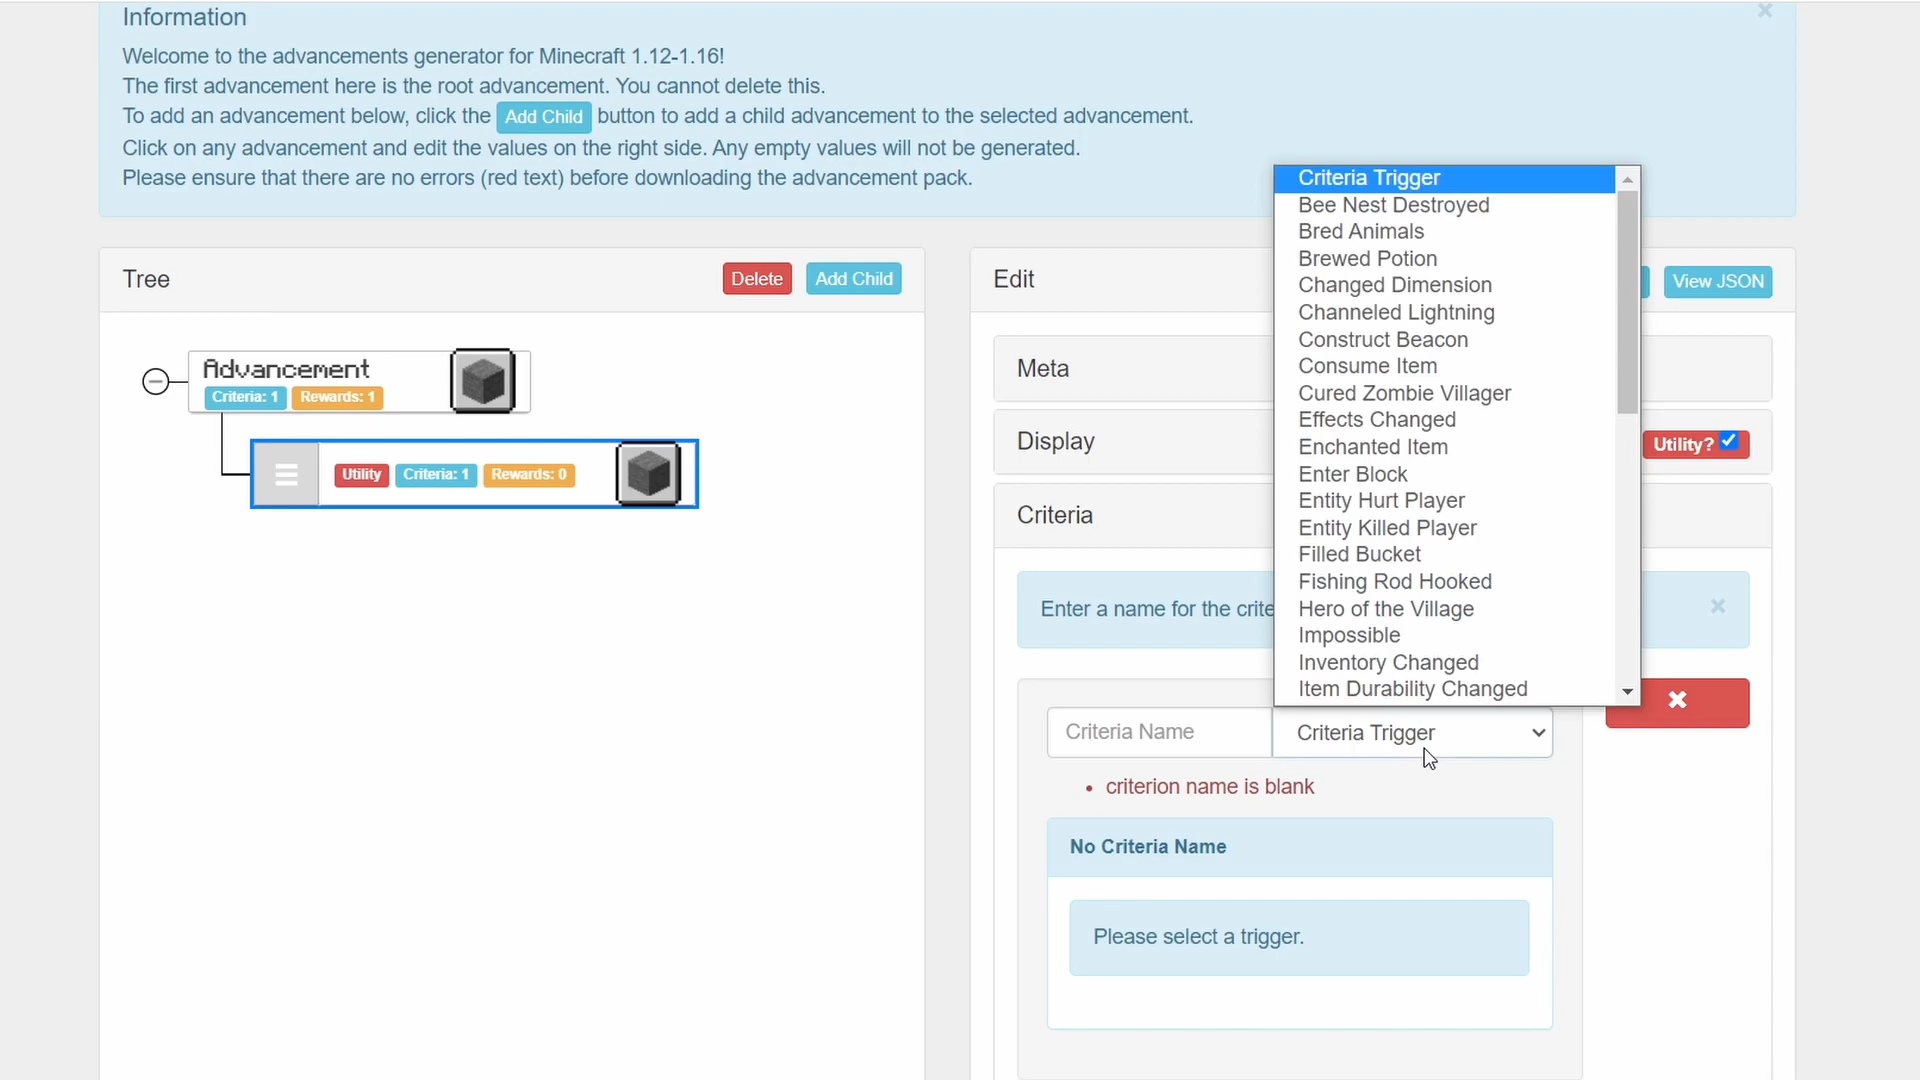 Information
Welcome to the advancements generator for Minecraft 1.12-1.16!
The first advancement here is the root advancement. You cannot delete this.
To add an advancement below, click the Add Child button to add a child advancement to the selected advancement.
Click on any advancement and edit the values on the right side. Any empty values will not be generated.
Please ensure that there are no errors (red text) before downloading the advancement pack.
Tree
Delete
Add Child
Advancement
Criteria: 1
Rewards: 1
Utility
Criteria: 1
Rewards: 0
Edit
View JSON
Meta
Display
Utility?
Criteria
Enter a name for the crite
Criteria Trigger
Bee Nest Destroyed
Bred Animals
Brewed Potion
Changed Dimension
Channeled Lightning
Construct Beacon
Consume Item
Cured Zombie Villager
Effects Changed
Enchanted Item
Enter Block
Entity Hurt Player
Entity Killed Player
Filled Bucket
Fishing Rod Hooked
Hero of the Village
Impossible
Inventory Changed
Item Durability Changed
Criteria Name
Criteria Trigger
criterion name is blank
No Criteria Name
Please select a trigger.